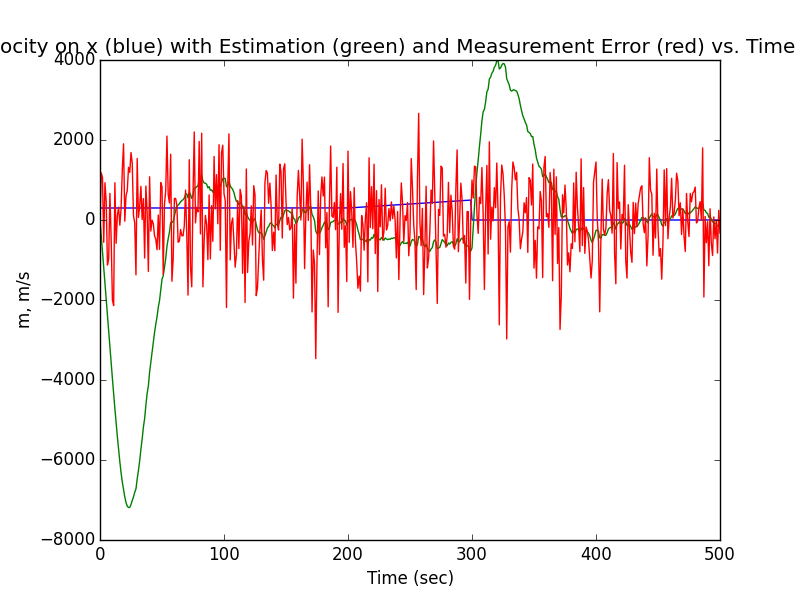 ocity on x (blue) with Estimation (green) and Measurement Error (red) vs. Time
4000
2000
0
−2000
−4000
−6000
−8000
m, m/s
0 100 200 300 400 500
Time (sec)